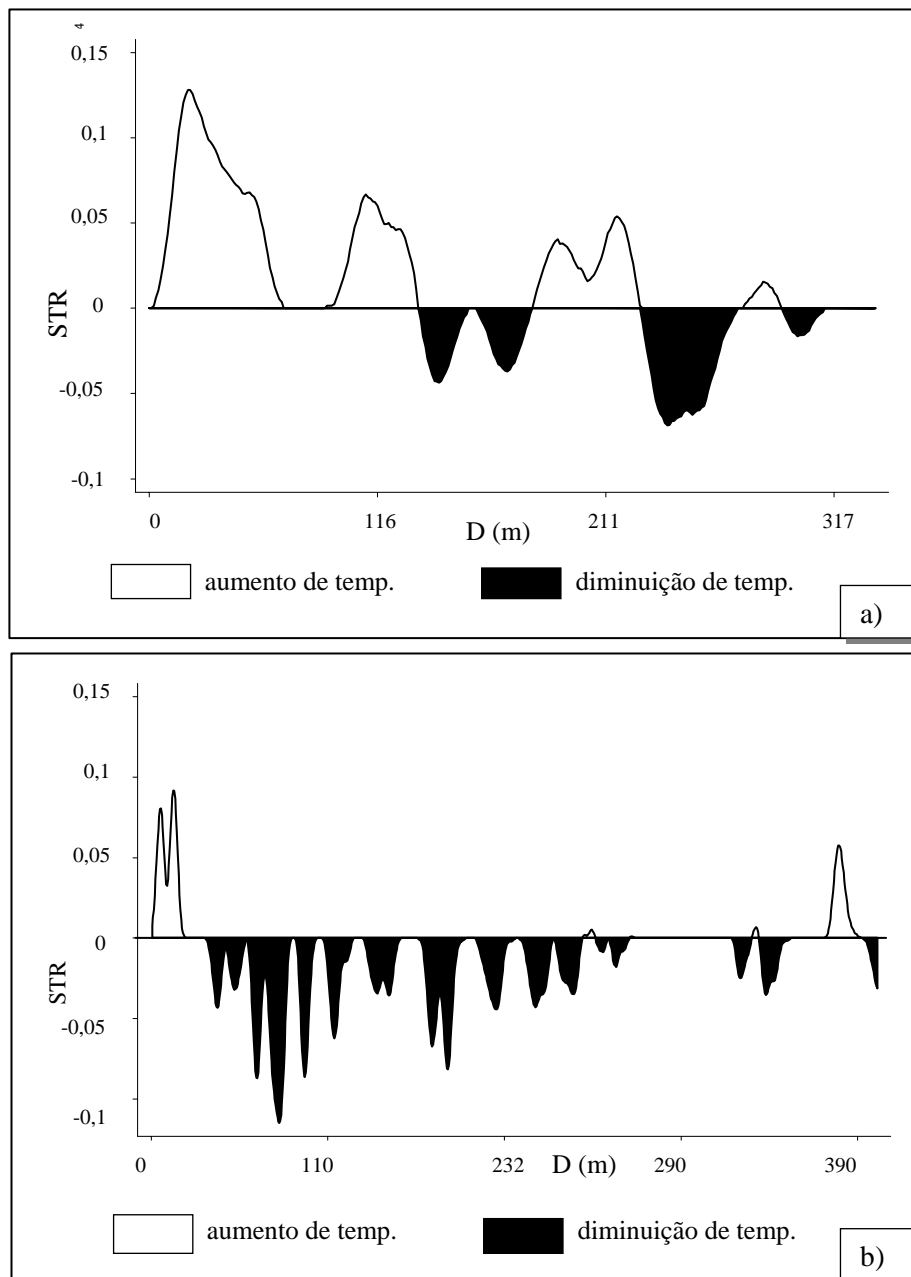 4
0,15
0,1
0,05
0
-0,05
-0,1
STR
0 116 211 317
D (m)
aumento de temp. diminuição de temp.
a)
0,15
0,1
0,05
0
-0,05
-0,1
STR
0 110 232 290 390
D (m)
aumento de temp. diminuição de temp.
b)